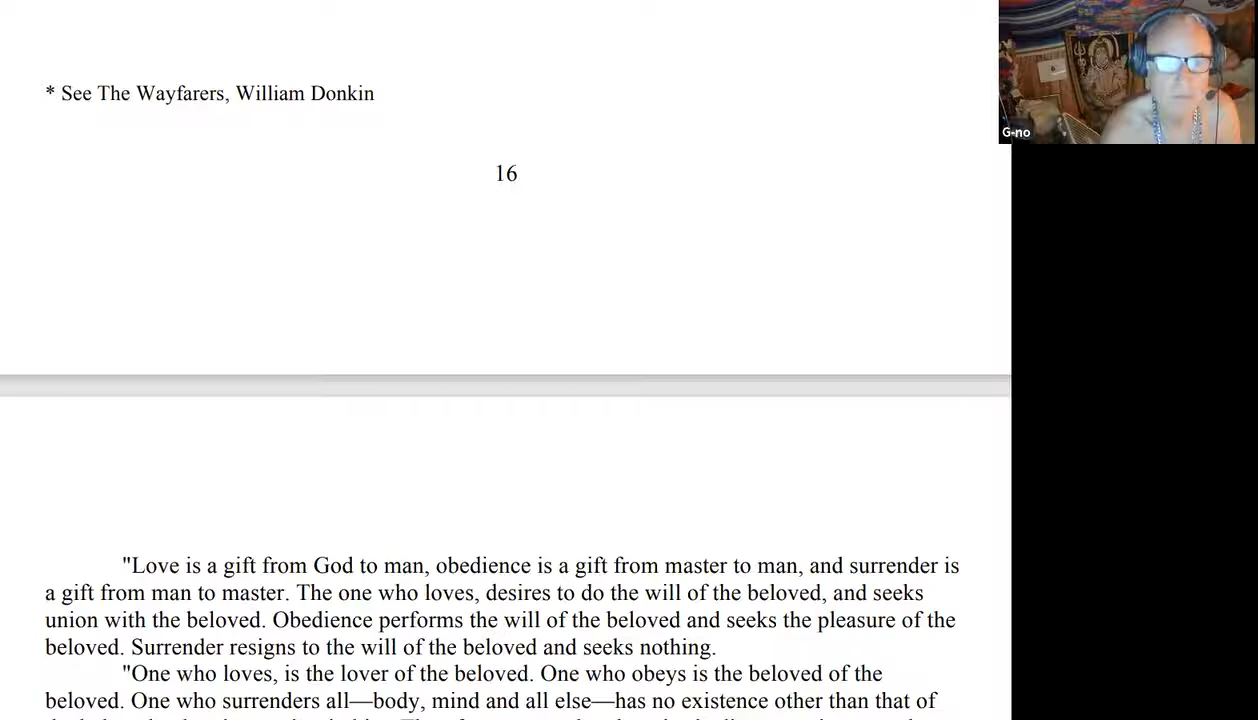 * See The Wayfarers, William Donkin
G-no
16
"Love is a gift from God to man, obedience is a gift from master to man, and surrender is
a gift from man to master. The one who loves, desires to do the will of the beloved, and seeks
union with the beloved. Obedience performs the will of the beloved and seeks the pleasure of the
beloved. Surrender resigns to the will of the beloved and seeks nothing.
"One who loves, is the lover of the beloved. One who obeys is the beloved of the
beloved. One who surrenders all—body, mind and all else—has no existence other than that of